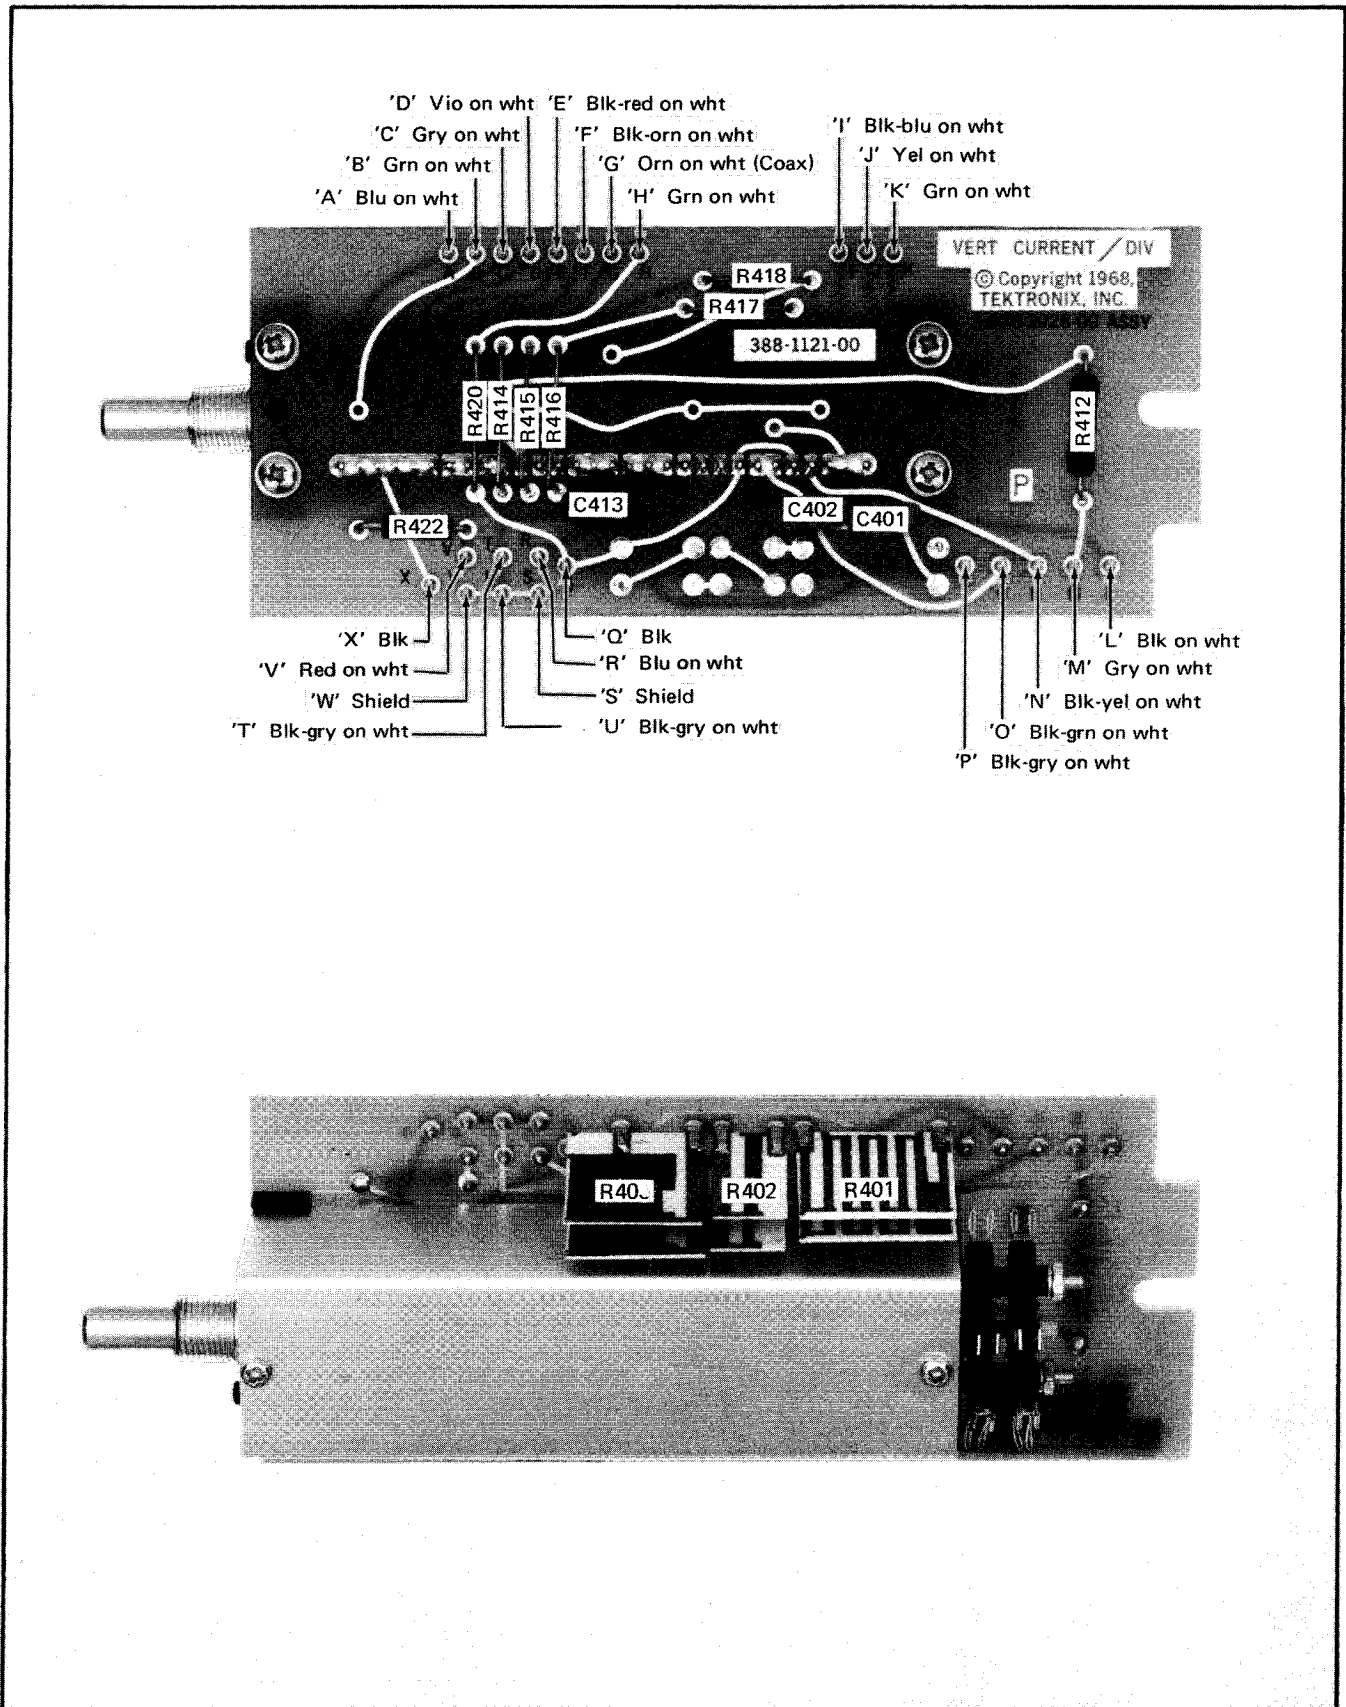 'D' Vio on wht 'E' Blk-red on wht
'C' Gry on wht 'F' Blk-orn on wht
'B' Grn on wht 'G' Orn on wht (Coax)
'A' Blu on wht 'H' Grn on wht
'I' Blk-blu on wht
'J' Yel on wht
'K' Grn on wht
VERT CURRENT/DIV
© Copyright 1968,
TEKTRONIX, INC.
ASSY
R418
R417
388-1121-00
R420
R414
R415
R416
R412
P
C413
C402
C401
R422
X
V
S
'X' Blk
'V' Red on wht
'W' Shield
'T' Blk-gry on wht
'Q' Blk
'R' Blu on wht
'S' Shield
'U' Blk-gry on wht
'L' Blk on wht
'M' Gry on wht
'N' Blk-yel on wht
'O' Blk-grn on wht
'P' Blk-gry on wht
R402
R401